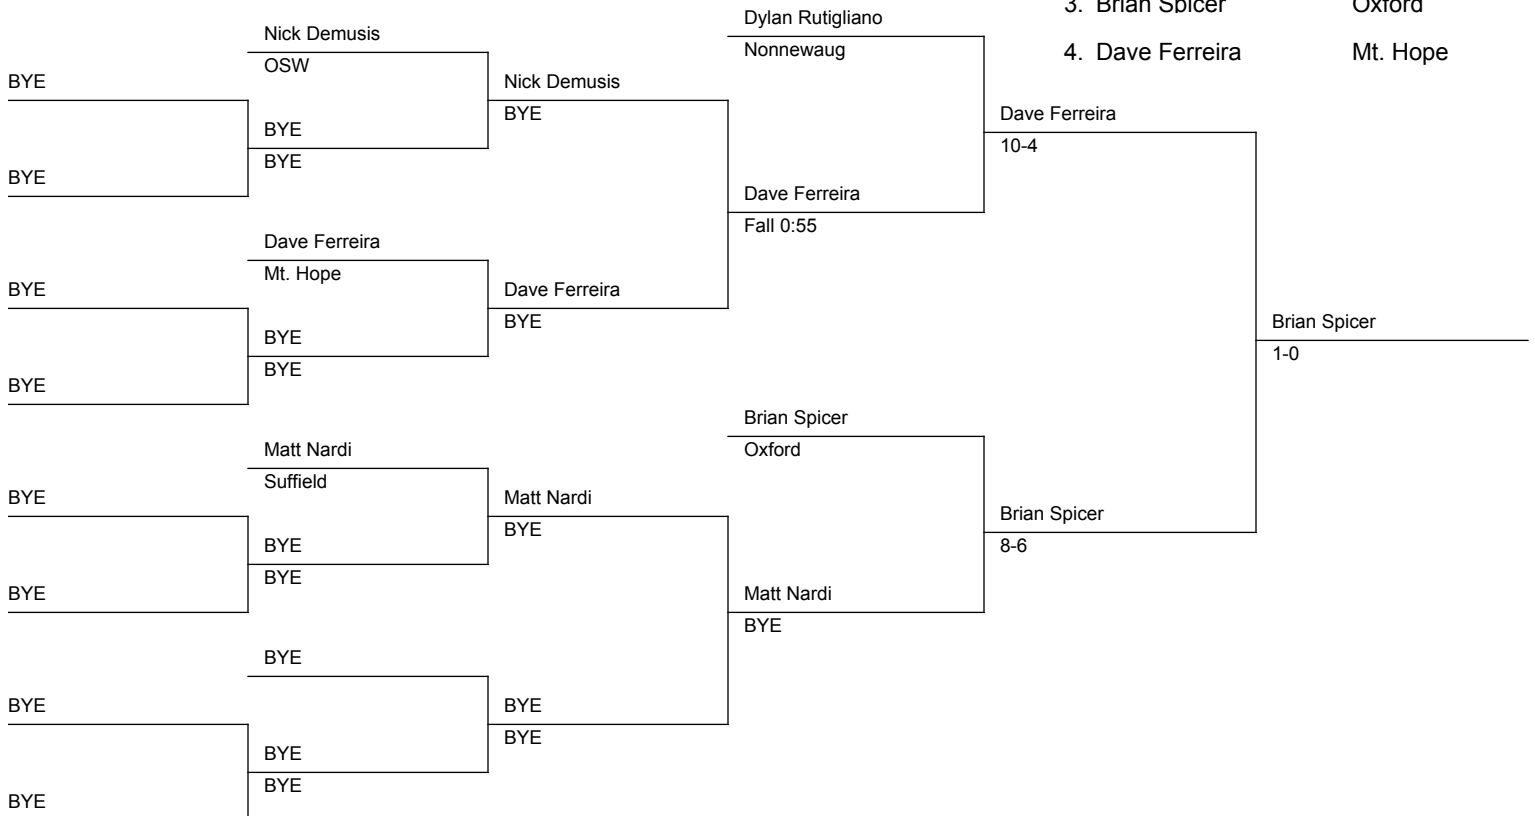 3. Brian Spicer Oxford
4. Dave Ferreira Mt. Hope
BYE
BYE
BYE
BYE
BYE
BYE
BYE
BYE
Nick Demusis
OSW
BYE
BYE
Dave Ferreira
Mt. Hope
BYE
BYE
Matt Nardi
Suffield
BYE
BYE
BYE
BYE
BYE
Nick Demusis
BYE
Dave Ferreira
BYE
Matt Nardi
BYE
BYE
BYE
Dylan Rutigliano
Nonnewaug
Dave Ferreira
Fall 0:55
Brian Spicer
Oxford
Matt Nardi
BYE
Dave Ferreira
10-4
Brian Spicer
8-6
Brian Spicer
1-0